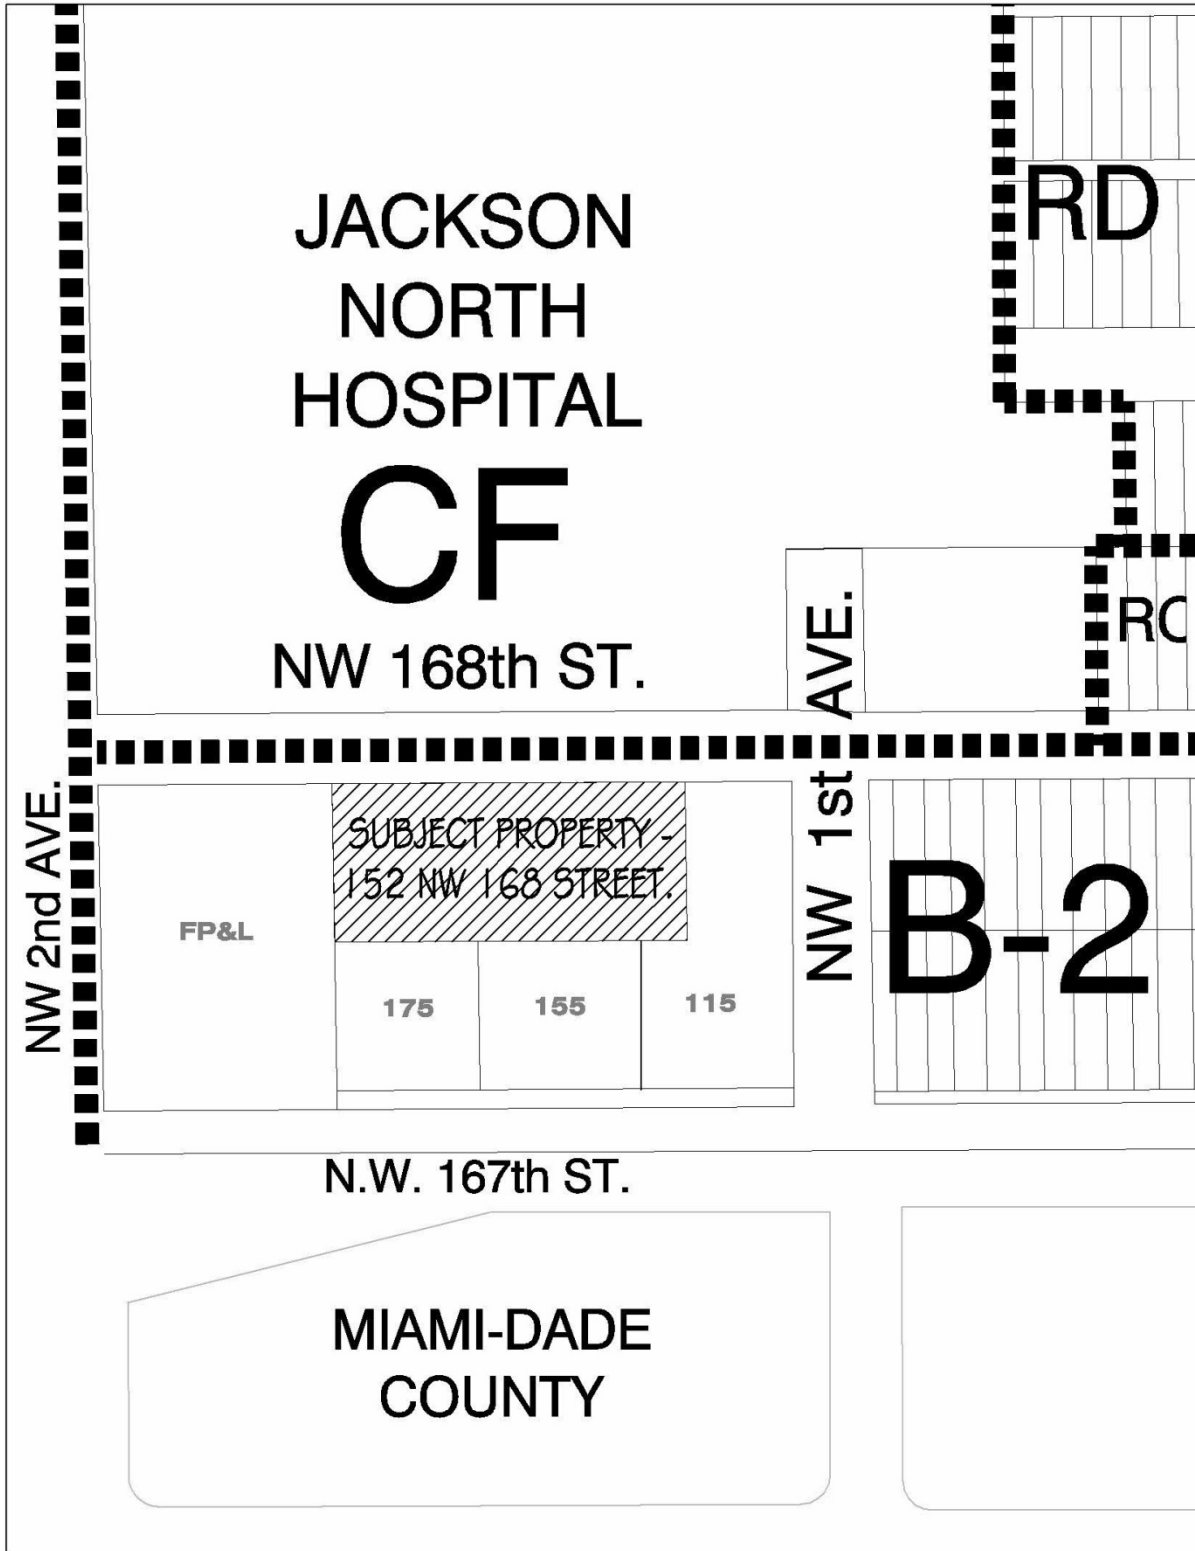 RD
JACKSON
NORTH
HOSPITAL
CF
NW 168th ST.
RO
NW 1st AVE.
NW 2nd AVE.
SUBJECT PROPERTY -
152 NW 168 STREET.
FP&L
B-2
175
155
115
N.W. 167th ST.
MIAMI-DADE
COUNTY